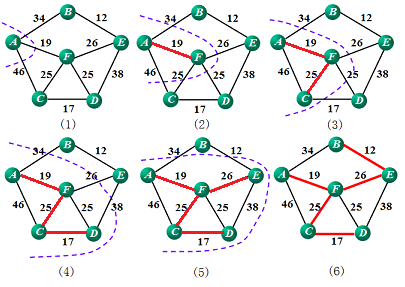 B
34 12
A 19 26 E
F
46 25 25 38
C 17 D
(1)
B
34 12
A 19 26 E
F
46 25 25 38
C 17 D
(2)
B
34 12
A 19 26 E
F
46 25 25 38
C 17 D
(3)
B
34 12
A 19 26 E
F
46 25 25 38
C 17 D
(4)
B
34 12
A 19 26 E
F
46 25 25 38
C 17 D
(5)
B
34 12
A 19 26 E
F
46 25 25 38
C 17 D
(6)